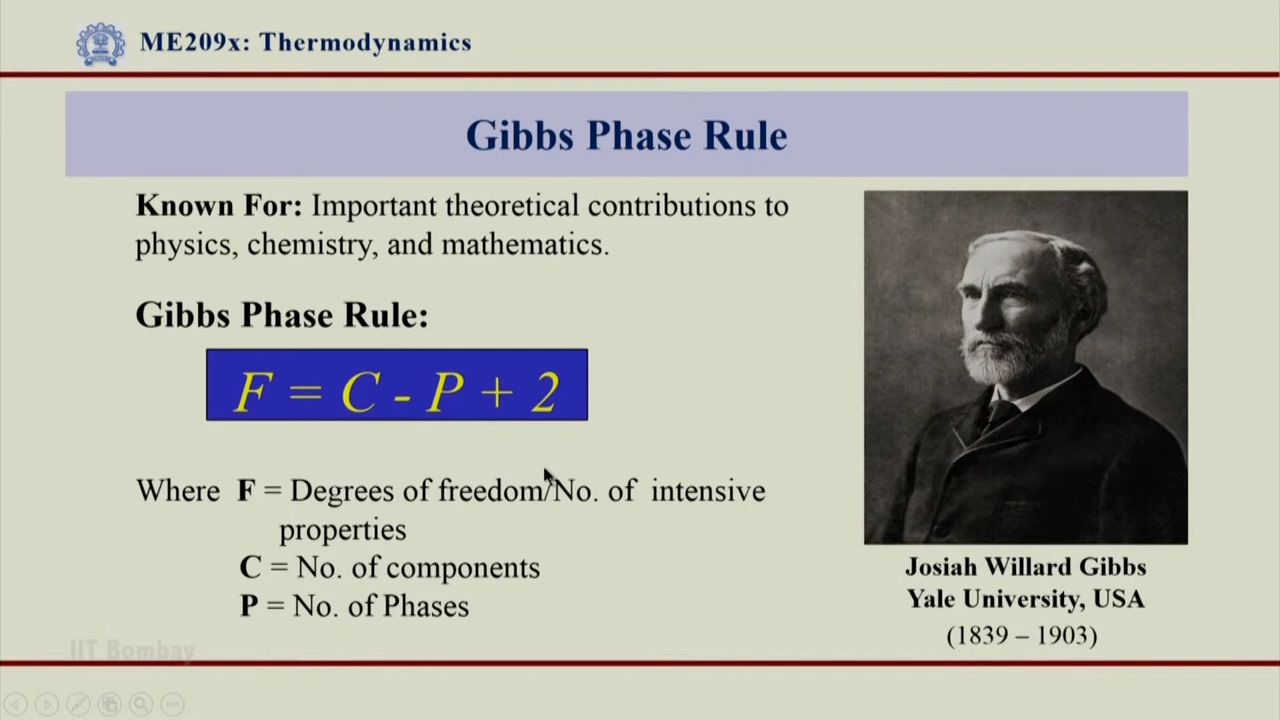 ME209x: Thermodynamics
Gibbs Phase Rule
Known For: Important theoretical contributions to
physics, chemistry, and mathematics.
Gibbs Phase Rule:
F = C - P + 2
Where F = Degrees of freedom/No. of intensive
properties
C = No. of components
P = No. of Phases
Josiah Willard Gibbs
Yale University, USA
(1839 – 1903)
IIT Bombay